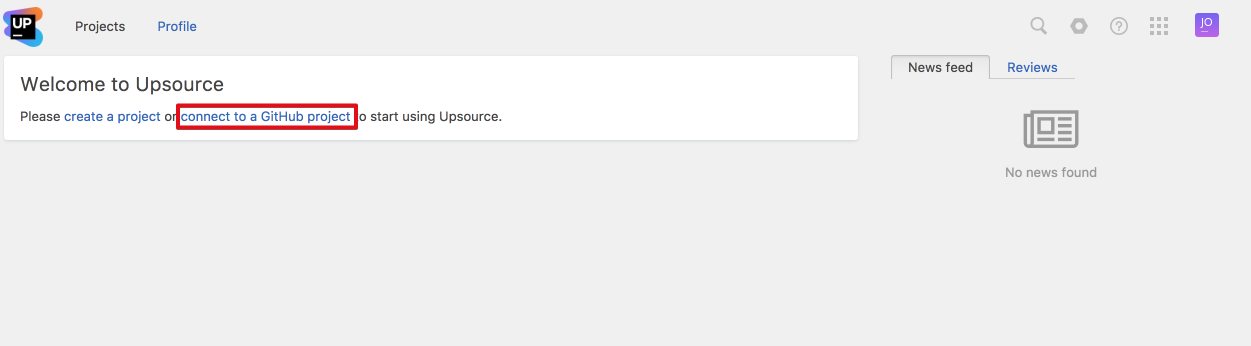 UP
Projects
Profile
JO
Welcome to Upsource
Please create a project or connect to a GitHub project to start using Upsource.
News feed
Reviews
No news found